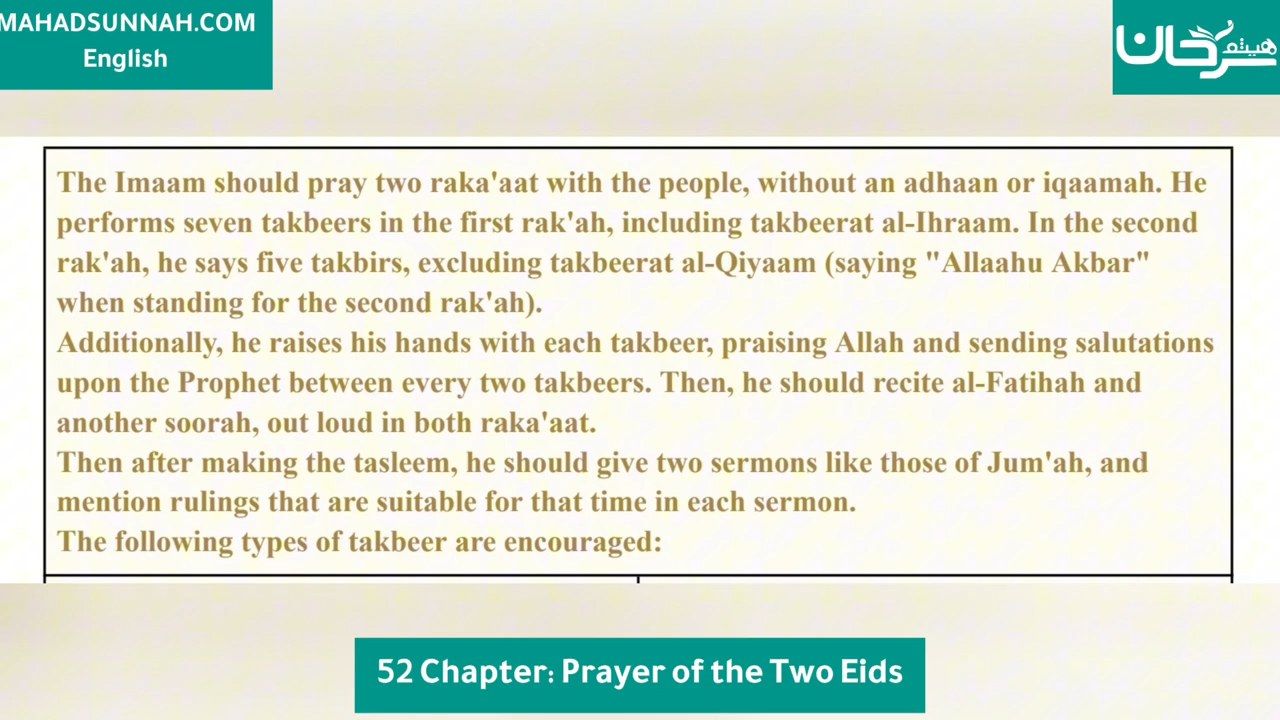 MAHADSUNNAH.COM
English
هيثم
سرحان
The Imaam should pray two raka'aat with the people, without an adhaan or iqaamah. He
performs seven takbeers in the first rak'ah, including takbeerat al-Ihraam. In the second
rak'ah, he says five takbirs, excluding takbeerat al-Qiyaam (saying "Allaahu Akbar"
when standing for the second rak'ah).
Additionally, he raises his hands with each takbeer, praising Allah and sending salutations
upon the Prophet between every two takbeers. Then, he should recite al-Fatihah and
another soorah, out loud in both raka'aat.
Then after making the tasleem, he should give two sermons like those of Jum'ah, and
mention rulings that are suitable for that time in each sermon.
The following types of takbeer are encouraged:
52 Chapter: Prayer of the Two Eids